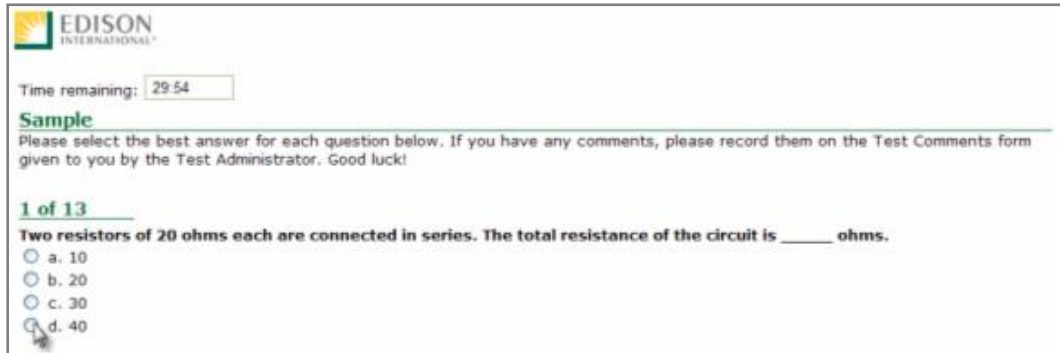 EDISON
INTERNATIONAL®
Time remaining: 29:54
Sample
Please select the best answer for each question below. If you have any comments, please record them on the Test Comments form
given to you by the Test Administrator. Good luck!
1 of 13
Two resistors of 20 ohms each are connected in series. The total resistance of the circuit is _____ ohms.
a. 10
b. 20
c. 30
d. 40